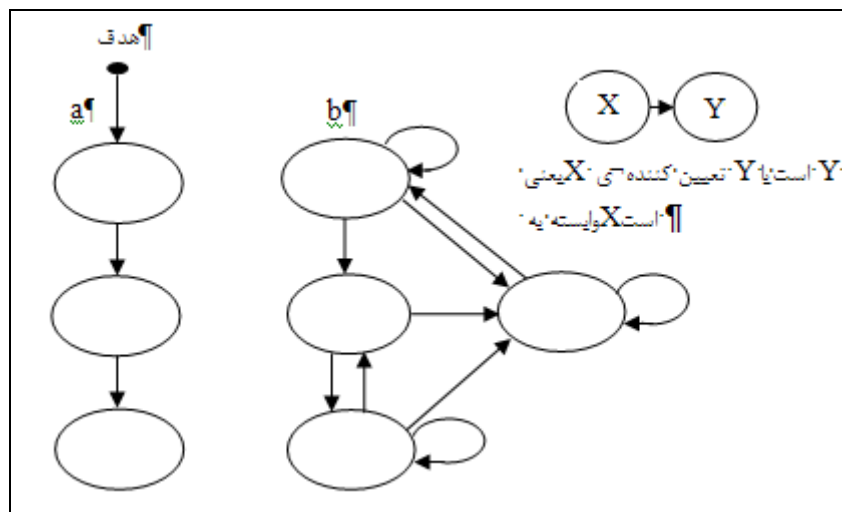 هدف¶
a¶
b¶
X
Y
Y است یا Y تعیین کننده ¬ی X یعنی
¶ است X وابسته به